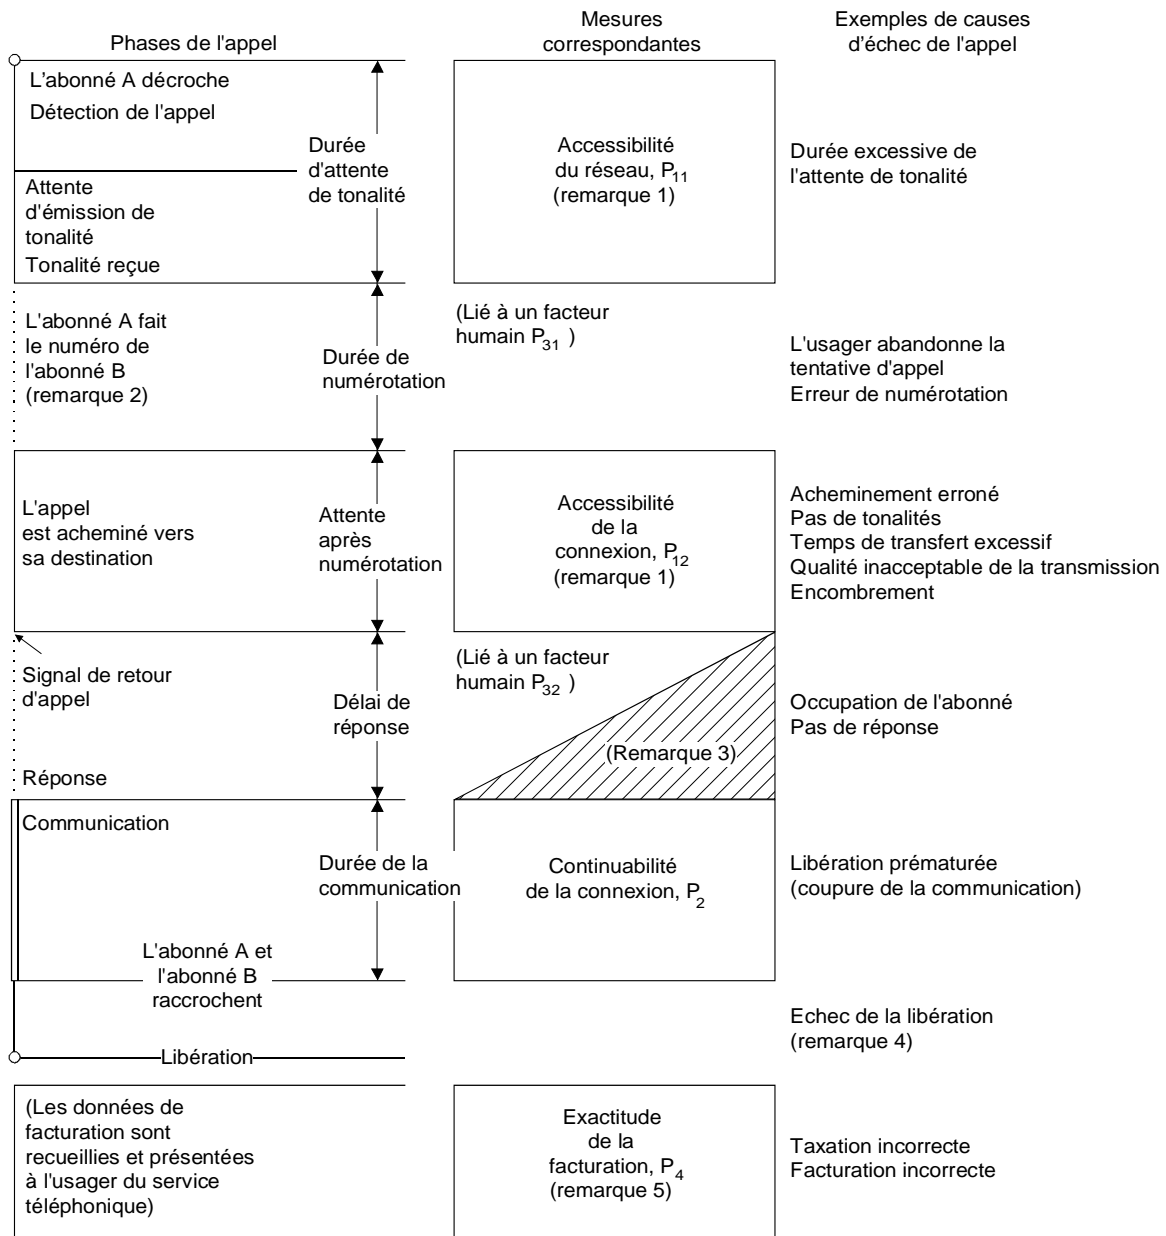 Phases de l'appel
Mesures
correspondantes
Exemples de causes
d'échec de l'appel
L'abonné A décroche
Détection de l'appel
Attente
d'émission de
tonalité
Tonalité reçue
Durée
d'attente
de tonalité
Accessibilité
du réseau, P11
(remarque 1)
Durée excessive de
l'attente de tonalité
L'abonné A fait
le numéro de
l'abonné B
(remarque 2)
Durée de
numérotation
(Lié à un facteur
humain P31 )
L'usager abandonne la
tentative d'appel
Erreur de numérotation
L'appel
est acheminé vers
sa destination
Attente
après
numérotation
Accessibilité
de la
connexion, P12
(remarque 1)
Acheminement erroné
Pas de tonalités
Temps de transfert excessif
Qualité inacceptable de la transmission
Encombrement
Signal de retour
d'appel
Réponse
Délai de
réponse
(Lié à un facteur
humain P32 )
(Remarque 3)
Occupation de l'abonné
Pas de réponse
Communication
Durée de la
communication
L'abonné A et
l'abonné B
raccrochent
Continuabilité
de la connexion, P2
Libération prématurée
(coupure de la communication)
Libération
Echec de la libération
(remarque 4)
(Les données de
facturation sont
recueillies et présentées
à l'usager du service
téléphonique)
Exactitude
de la
facturation, P4
(remarque 5)
Taxation incorrecte
Facturation incorrecte